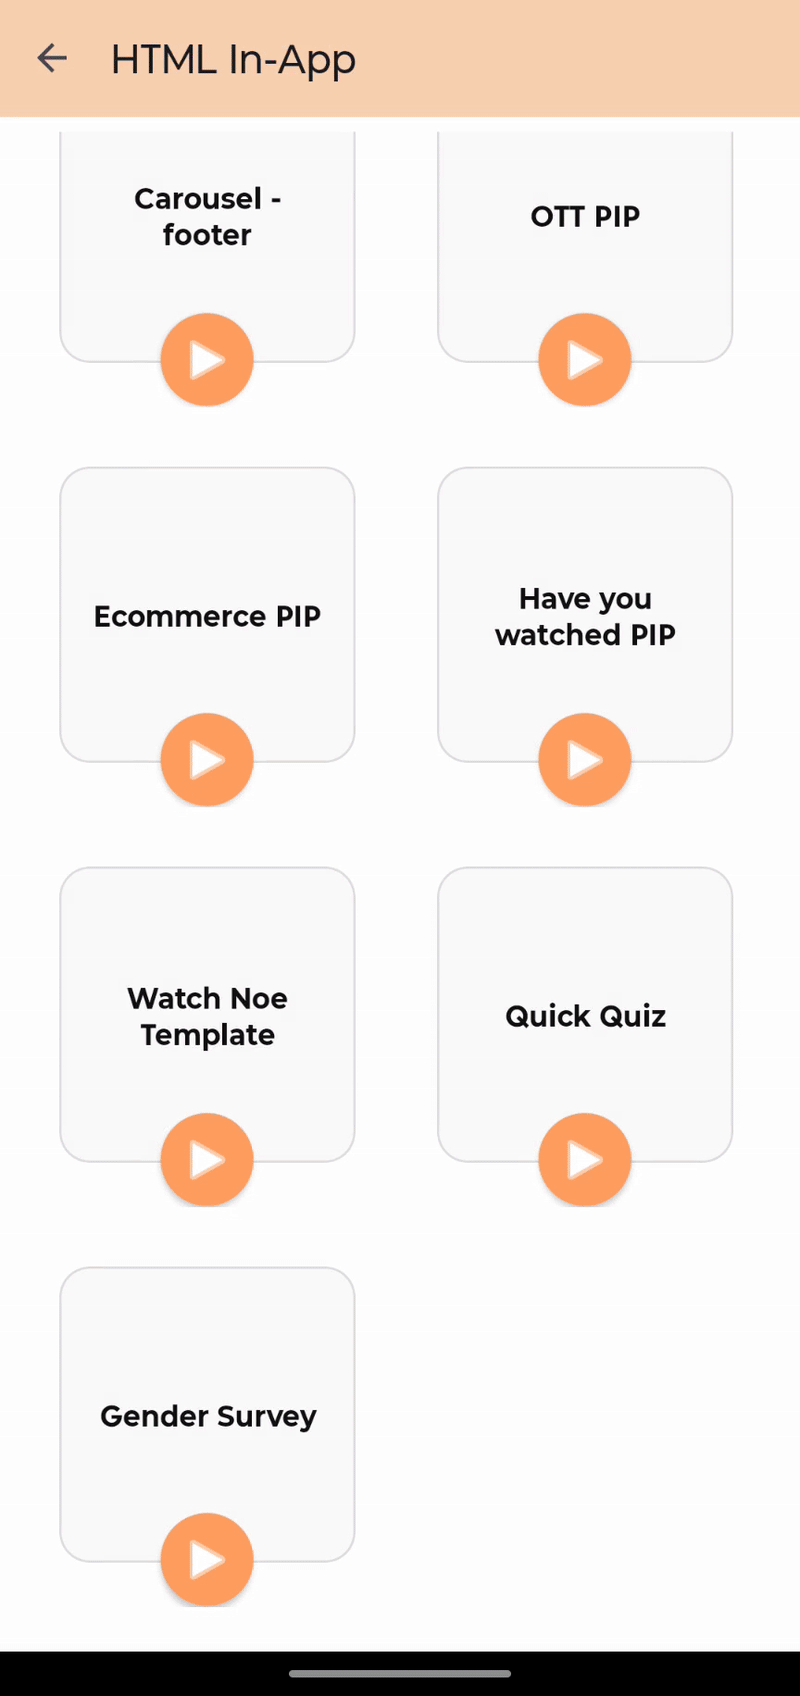 HTML In-App
Carousel -
footer
OTT PIP
Ecommerce PIP
Have you
watched PIP
Watch Noe
Template
Quick Quiz
Gender Survey